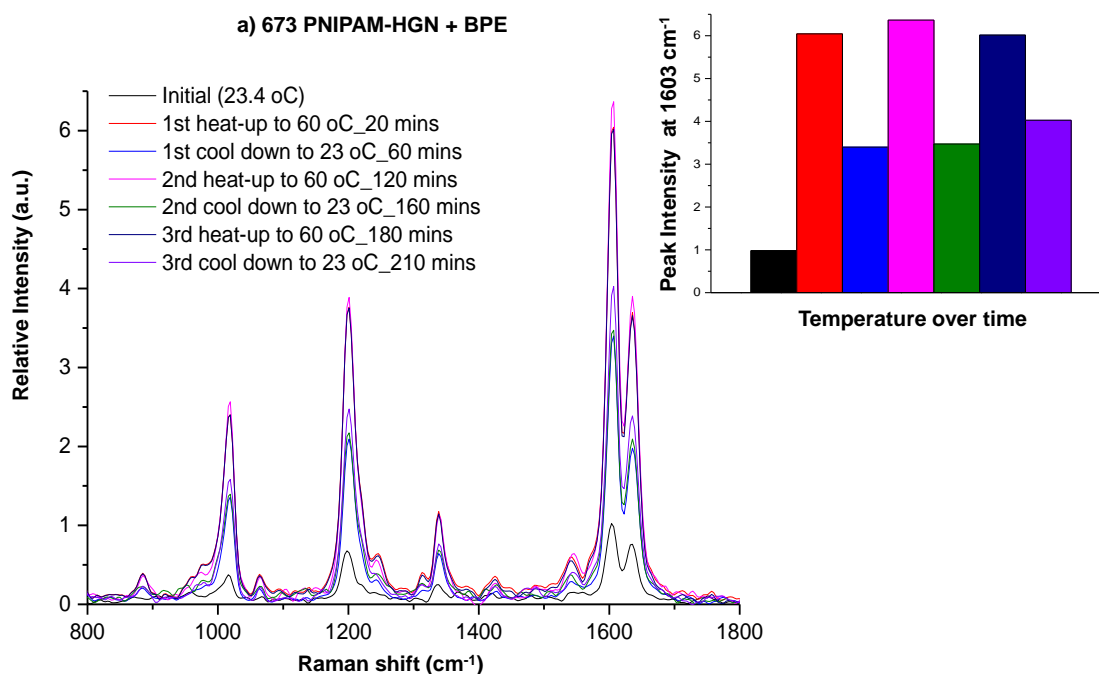 a) 673 PNIPAM-HGN + BPE
Initial (23.4 oC)
1st heat-up to 60 oC_20 mins
1st cool down to 23 oC_60 mins
2nd heat-up to 60 oC_120 mins
2nd cool down to 23 oC_160 mins
3rd heat-up to 60 oC_180 mins
3rd cool down to 23 oC_210 mins
Relative Intensity (a.u.)
6
5
4
3
2
1
0
800
1000
1200
1400
1600
1800
Raman shift (cm⁻¹)
Peak Intensity at 1603 cm⁻¹
6
5
4
3
2
1
0
Temperature over time